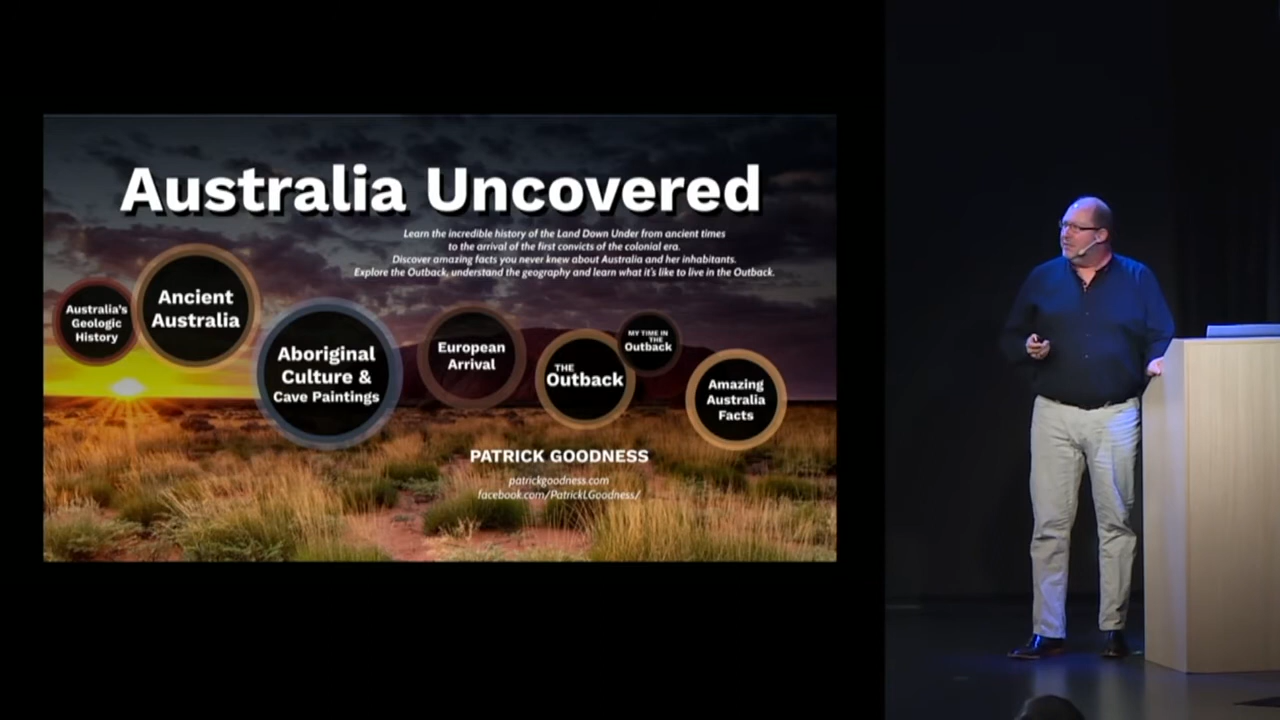 Australia Uncovered
Learn the incredible history of the Land Down Under from ancient times
to the arrival of the first convicts of the colonial era.
Discover amazing facts you never knew about Australia and her inhabitants.
Explore the Outback, understand the geography and learn what it's like to live in the Outback.
Australia's
Geologic
History
Ancient
Australia
Aboriginal
Culture &
Cave Paintings
European
Arrival
THE
Outback
MY TIME IN
THE
Outback
Amazing
Australia
Facts
PATRICK GOODNESS
patrickgoodness.com
facebook.com/PatrickLGoodness/